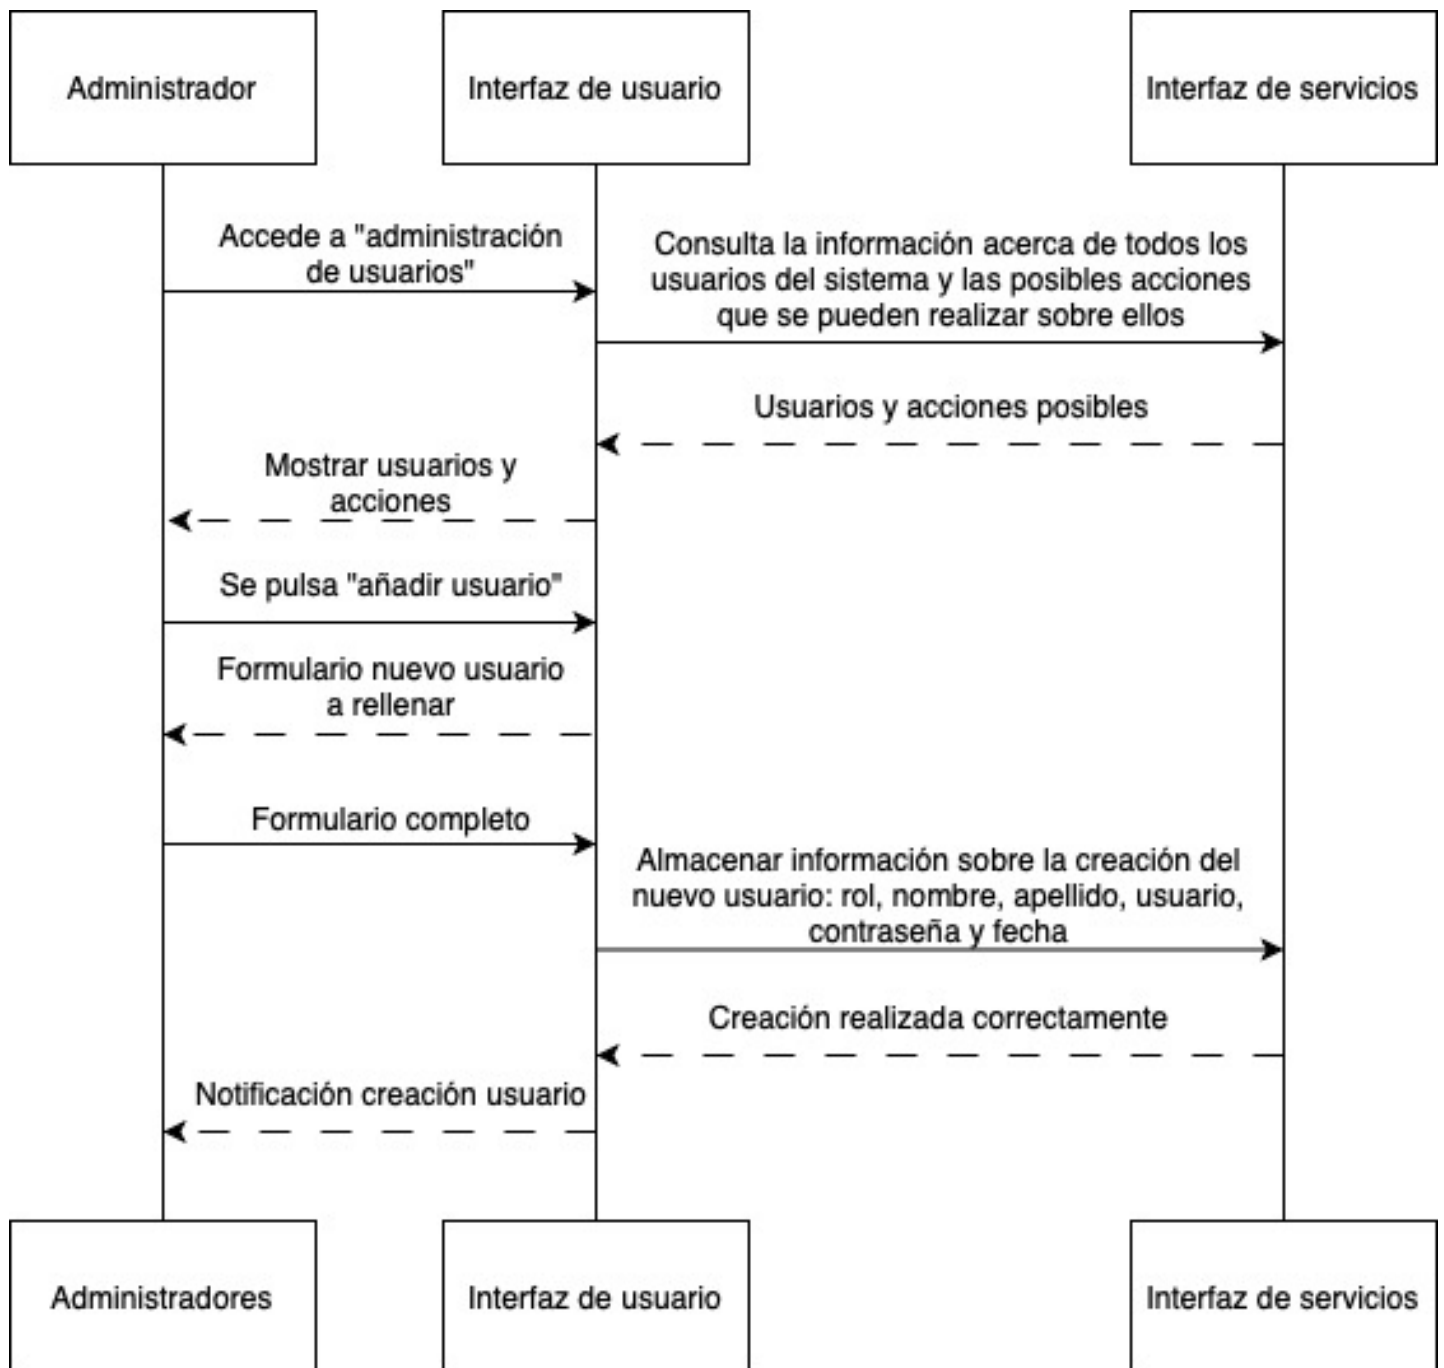 Administrador
Interfaz de usuario
Interfaz de servicios
Accede a "administración
de usuarios"
Consulta la información acerca de todos los
usuarios del sistema y las posibles acciones
que se pueden realizar sobre ellos
Usuarios y acciones posibles
Mostrar usuarios y
acciones
Se pulsa "añadir usuario"
Formulario nuevo usuario
a rellenar
Formulario completo
Almacenar información sobre la creación del
nuevo usuario: rol, nombre, apellido, usuario,
contraseña y fecha
Creación realizada correctamente
Notificación creación usuario
Administradores
Interfaz de usuario
Interfaz de servicios